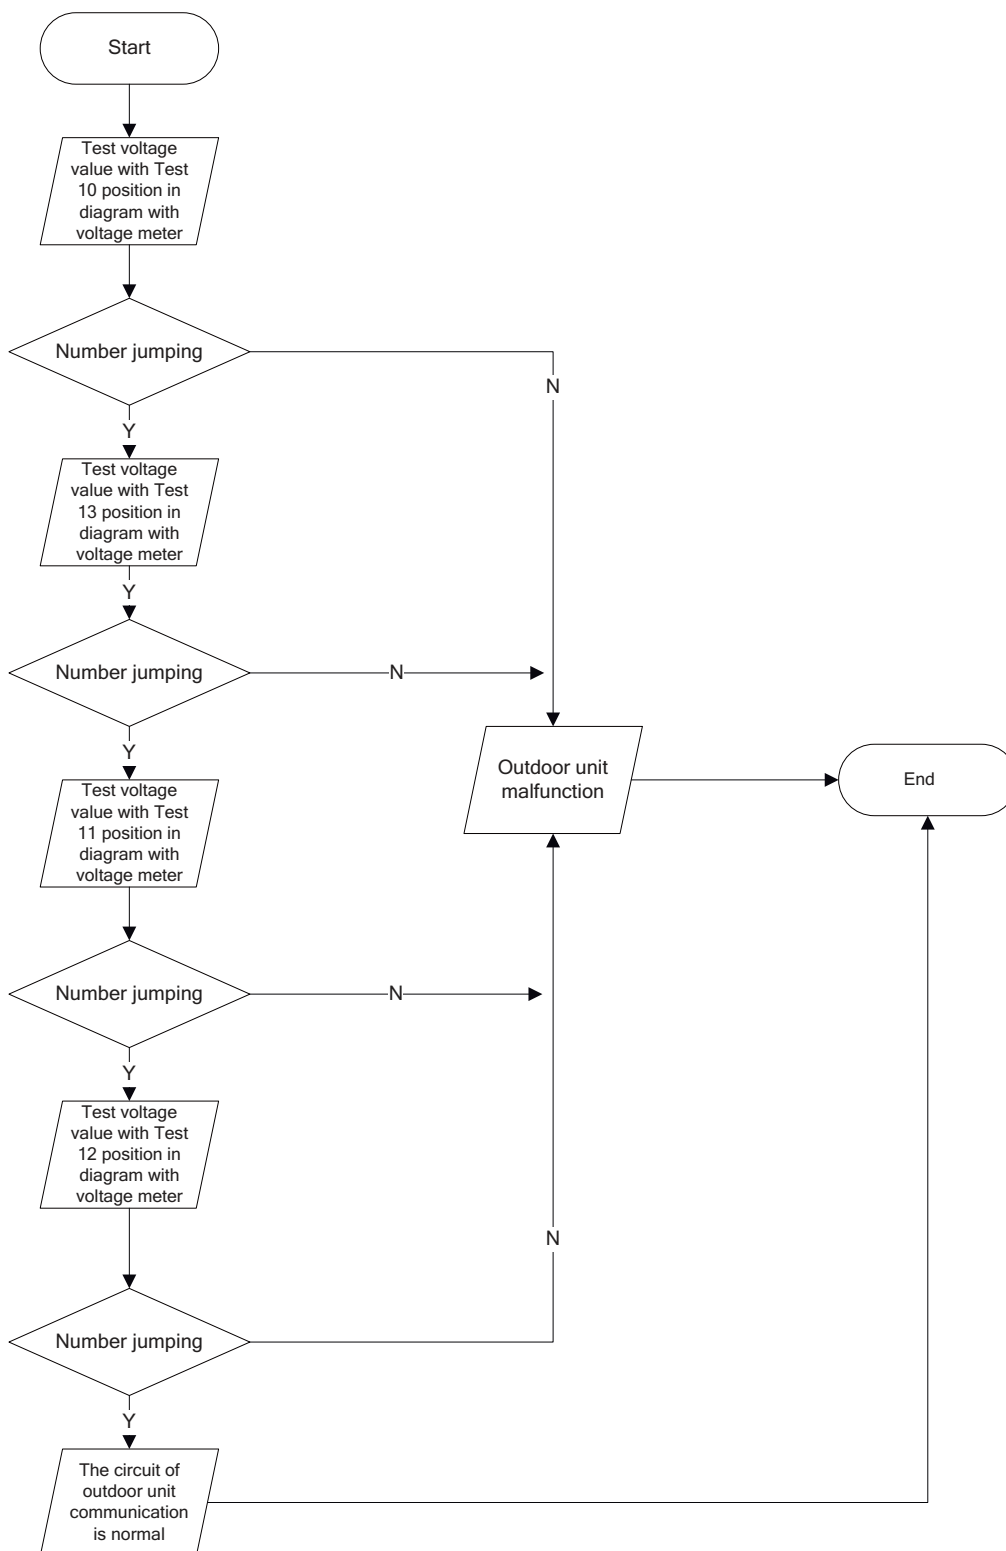 Start
Test voltage
value with Test
10 position in
diagram with
voltage meter
Number jumping
N
Y
Test voltage
value with Test
13 position in
diagram with
voltage meter
Y
Number jumping
N
Y
Outdoor unit
malfunction
End
Test voltage
value with Test
11 position in
diagram with
voltage meter
Number jumping
N
Y
Test voltage
value with Test
12 position in
diagram with
voltage meter
N
Number jumping
Y
The circuit of
outdoor unit
communication
is normal